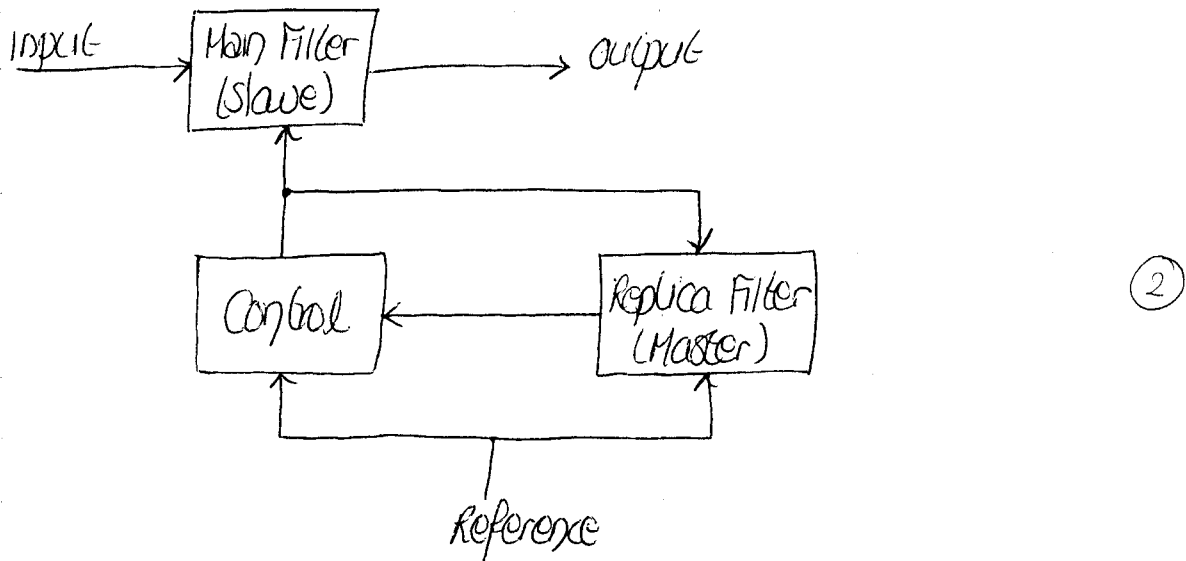 Input
Main Filter
(Slave)
Output
Control
Replica Filter
(Master)
2
Reference